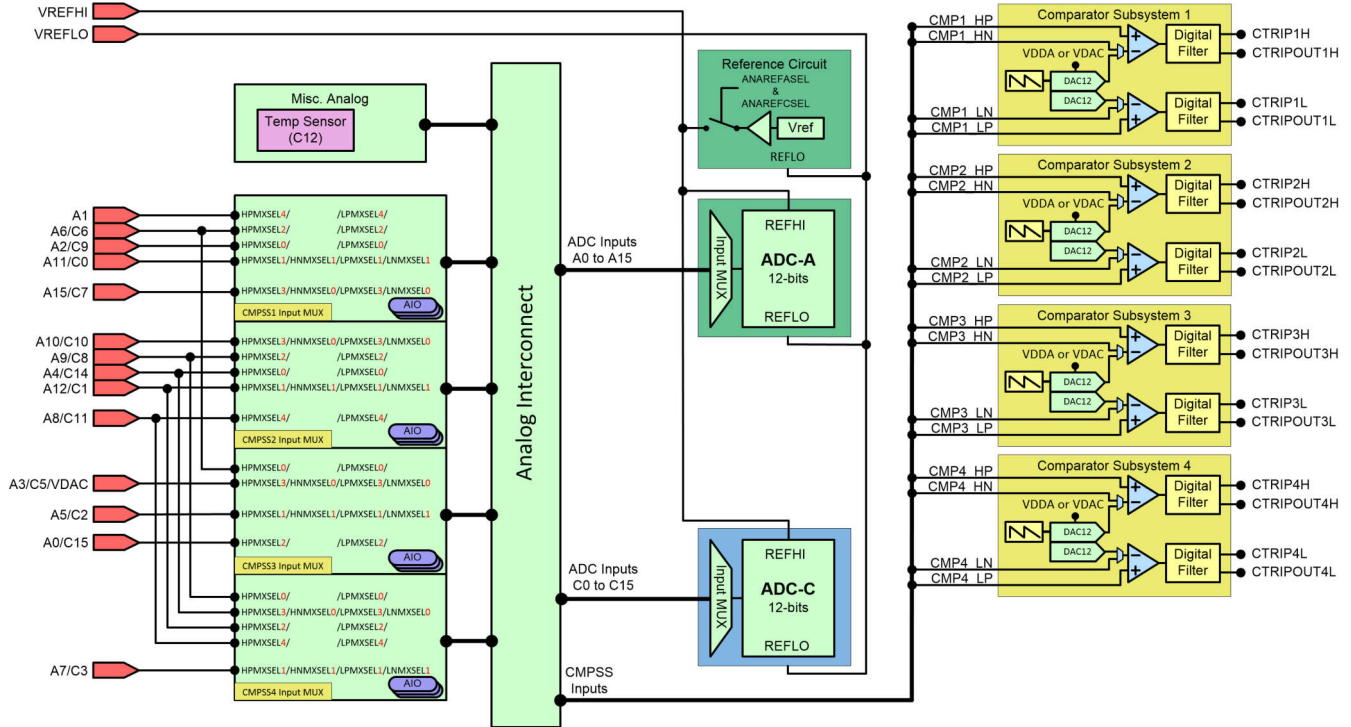 VREFHI
VREFLO
Misc. Analog
Temp Sensor
(C12)
A1
A6/C6
A2/C9
A11/C0
A15/C7
HPMXSEL4/ /LPMXSEL4/
HPMXSEL2/ /LPMXSEL2/
HPMXSEL0/ /LPMXSEL0/
HPMXSEL1/HNMXSEL1/LPMXSEL1/LNMXSEL1
HPMXSEL3/HNMXSEL0/LPMXSEL3/LNMXSEL0
AIO
CMPSS1 Input MUX
A10/C10
A9/C8
A4/C14
A12/C1
A8/C11
HPMXSEL3/HNMXSEL0/LPMXSEL3/LNMXSEL0
HPMXSEL2/ /LPMXSEL2/
HPMXSEL0/ /LPMXSEL0/
HPMXSEL1/HNMXSEL1/LPMXSEL1/LNMXSEL1
HPMXSEL4/ /LPMXSEL4/
AIO
CMPSS2 Input MUX
A3/C5/VDAC
A5/C2
A0/C15
HPMXSEL0/ /LPMXSEL0/
HPMXSEL3/HNMXSEL0/LPMXSEL3/LNMXSEL0
HPMXSEL1/HNMXSEL1/LPMXSEL1/LNMXSEL1
HPMXSEL2/ /LPMXSEL2/
AIO
CMPSS3 Input MUX
A7/C3
HPMXSEL0/ /LPMXSEL0/
HPMXSEL3/HNMXSEL0/LPMXSEL3/LNMXSEL0
HPMXSEL2/ /LPMXSEL2/
HPMXSEL4/ /LPMXSEL4/
HPMXSEL1/HNMXSEL1/LPMXSEL1/LNMXSEL1
AIO
CMPSS4 Input MUX
Analog Interconnect
ADC Inputs
A0 to A15
ADC Inputs
C0 to C15
CMPSS
Inputs
Reference Circuit
ANAREFASEL
&
ANAREFCSEL
Vref
REFLO
Input MUX
REFHI
ADC-A
12-bits
REFLO
Input MUX
REFHI
ADC-C
12-bits
REFLO
CMP1_HP
CMP1_HN
CMP1_LN
CMP1_LP
Comparator Subsystem 1
VDDA or VDAC
DAC12
DAC12
Digital
Filter
Digital
Filter
CTRIP1H
CTRIPOUT1H
CTRIP1L
CTRIPOUT1L
CMP2_HP
CMP2_HN
CMP2_LN
CMP2_LP
Comparator Subsystem 2
VDDA or VDAC
DAC12
DAC12
Digital
Filter
Digital
Filter
CTRIP2H
CTRIPOUT2H
CTRIP2L
CTRIPOUT2L
CMP3_HP
CMP3_HN
CMP3_LN
CMP3_LP
Comparator Subsystem 3
VDDA or VDAC
DAC12
DAC12
Digital
Filter
Digital
Filter
CTRIP3H
CTRIPOUT3H
CTRIP3L
CTRIPOUT3L
CMP4_HP
CMP4_HN
CMP4_LN
CMP4_LP
Comparator Subsystem 4
VDDA or VDAC
DAC12
DAC12
Digital
Filter
Digital
Filter
CTRIP4H
CTRIPOUT4H
CTRIP4L
CTRIPOUT4L